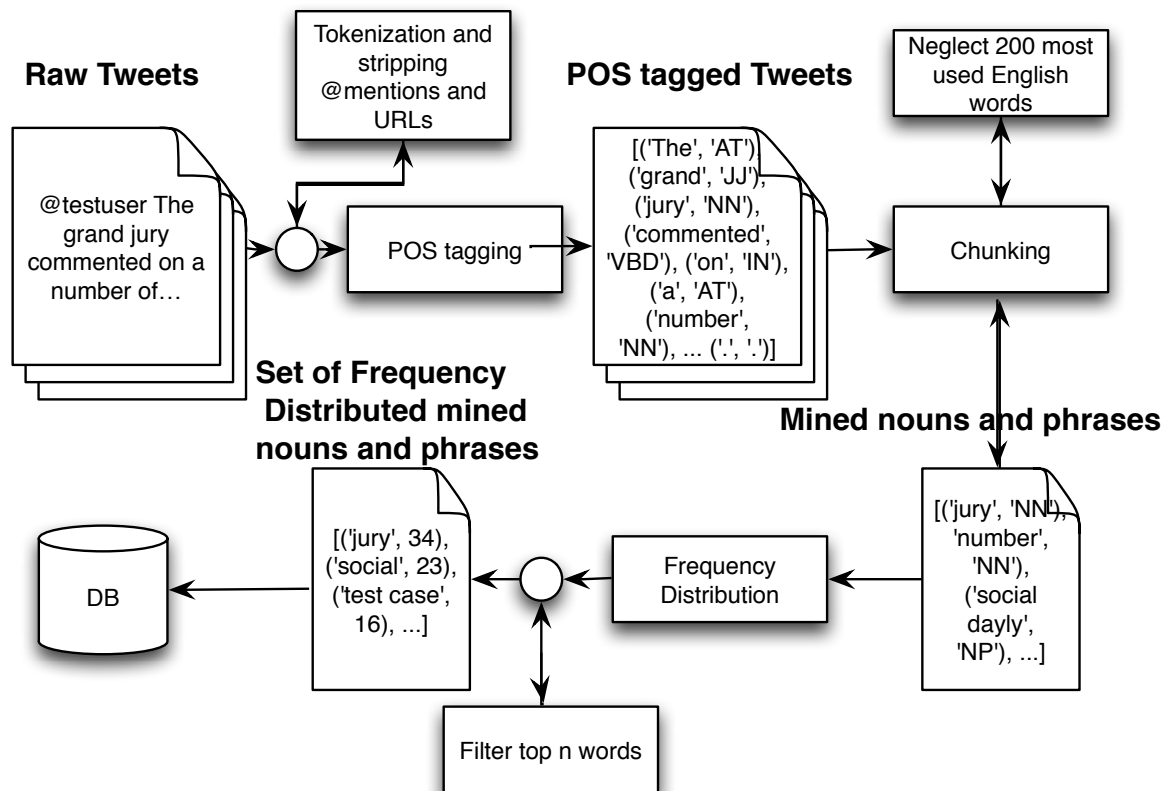 Raw Tweets
Tokenization and
stripping
@mentions and
URLs
POS tagged Tweets
Neglect 200 most
used English
words
@testuser The
grand jury
commented on a
number of…
POS tagging
[('The', 'AT'),
('grand', 'JJ'),
('jury', 'NN'),
('commented',
'VBD'), ('on', 'IN'),
('a', 'AT'),
('number',
'NN'), ... ('.', '.')]
Chunking
Set of Frequency
Distributed mined
nouns and phrases
Mined nouns and phrases
DB
[('jury', 34),
('social', 23),
('test case',
16), ...]
Frequency
Distribution
[('jury', 'NN'),
'number',
'NN'),
('social
dayly',
'NP'), ...]
Filter top n words